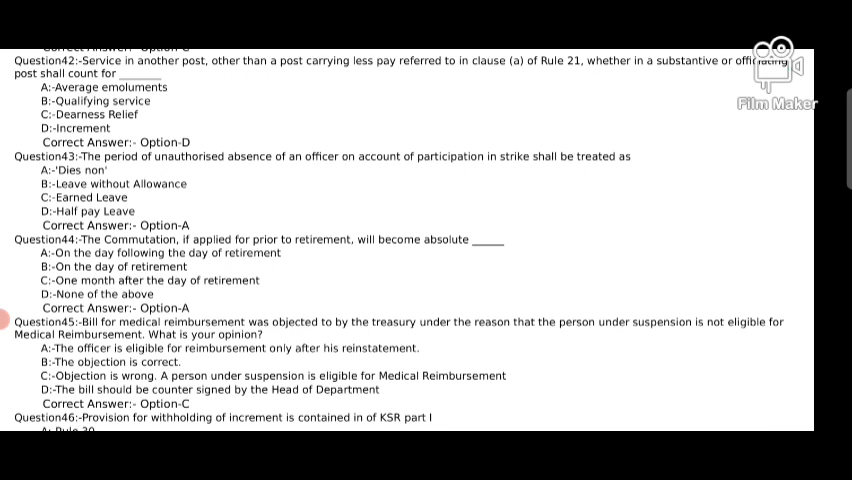 Question42:-Service in another post, other than a post carrying less pay referred to in clause (a) of Rule 21, whether in a substantive or officiating
post shall count for ________
A:-Average emoluments
B:-Qualifying service
C:-Dearness Relief
D:-Increment
Correct Answer:- Option-D
Question43:-The period of unauthorised absence of an officer on account of participation in strike shall be treated as
A:-'Dies non'
B:-Leave without Allowance
C:-Earned Leave
D:-Half pay Leave
Correct Answer:- Option-A
Question44:-The Commutation, if applied for prior to retirement, will become absolute ______
A:-On the day following the day of retirement
B:-On the day of retirement
C:-One month after the day of retirement
D:-None of the above
Correct Answer:- Option-A
Question45:-Bill for medical reimbursement was objected to by the treasury under the reason that the person under suspension is not eligible for
Medical Reimbursement. What is your opinion?
A:-The officer is eligible for reimbursement only after his reinstatement.
B:-The objection is correct.
C:-Objection is wrong. A person under suspension is eligible for Medical Reimbursement
D:-The bill should be counter signed by the Head of Department
Correct Answer:- Option-C
Question46:-Provision for withholding of increment is contained in of KSR part I
Film Maker